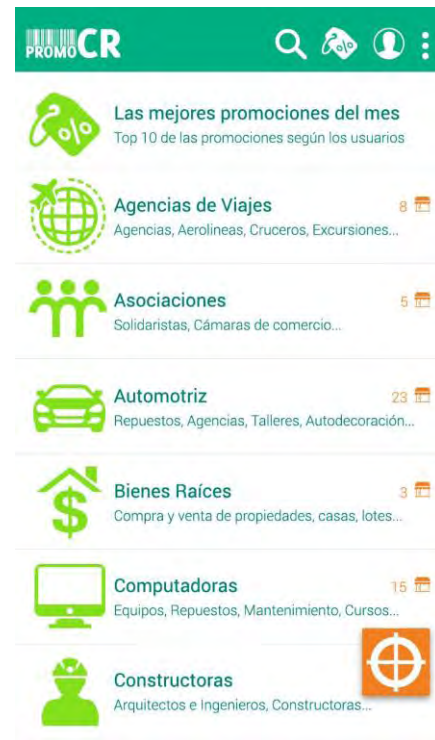 PROMOCR
Las mejores promociones del mes
Top 10 de las promociones según los usuarios
Agencias de Viajes 8
Agencias, Aerolineas, Cruceros, Excursiones...
Asociaciones 5
Solidaristas, Cámaras de comercio...
Automotriz 23
Repuestos, Agencias, Talleres, Autodecoración...
Bienes Raíces 3
Compra y venta de propiedades, casas, lotes...
Computadoras 15
Equipos, Repuestos, Mantenimiento, Cursos...
Constructoras
Arquitectos e Ingenieros, Constructoras...